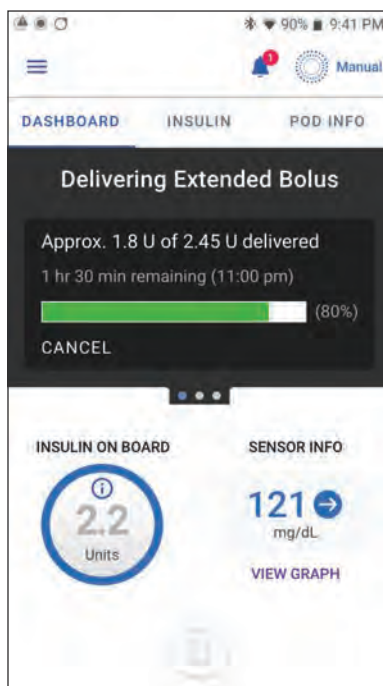 90% 9:41 PM
1
Manual
DASHBOARD INSULIN POD INFO
Delivering Extended Bolus
Approx. 1.8 U of 2.45 U delivered
1 hr 30 min remaining (11:00 pm)
(80%)
CANCEL
INSULIN ON BOARD SENSOR INFO
2.2 121
Units mg/dL
VIEW GRAPH